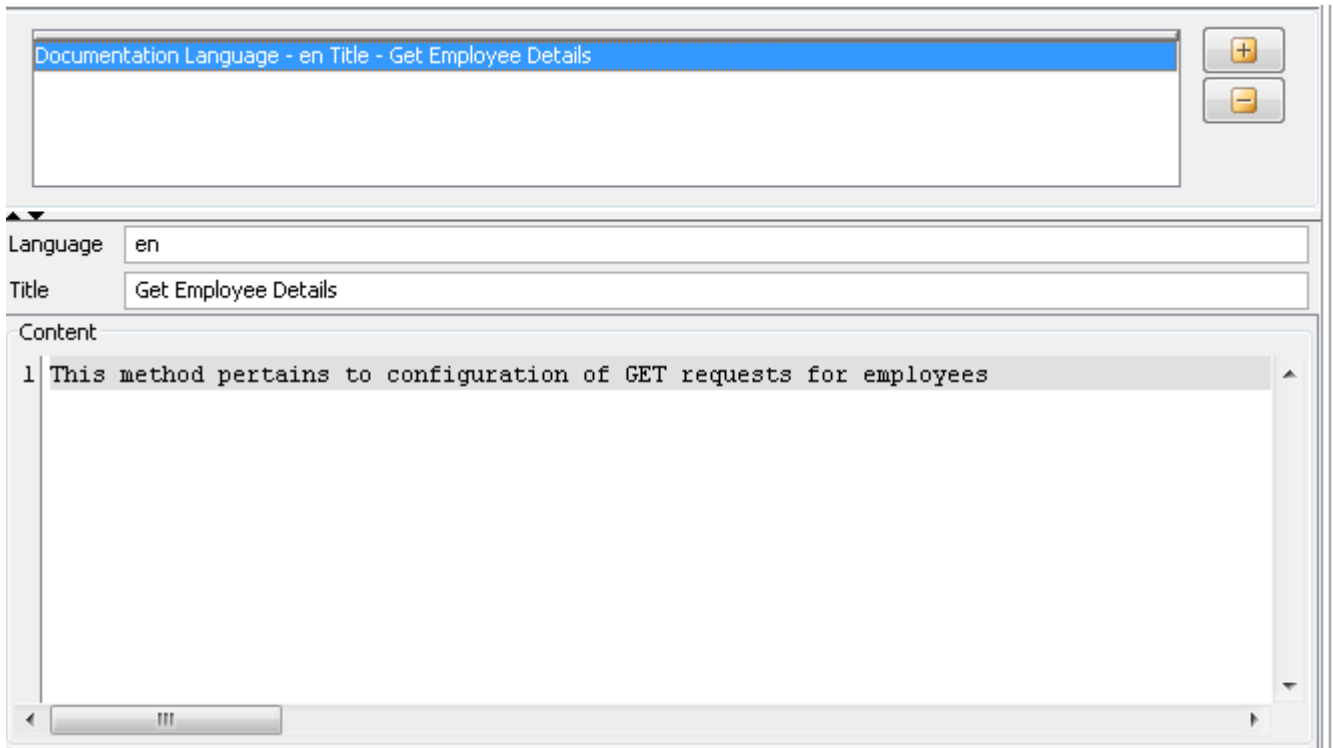 Documentation Language - en Title - Get Employee Details
Language en
Title Get Employee Details
Content
1 This method pertains to configuration of GET requests for employees